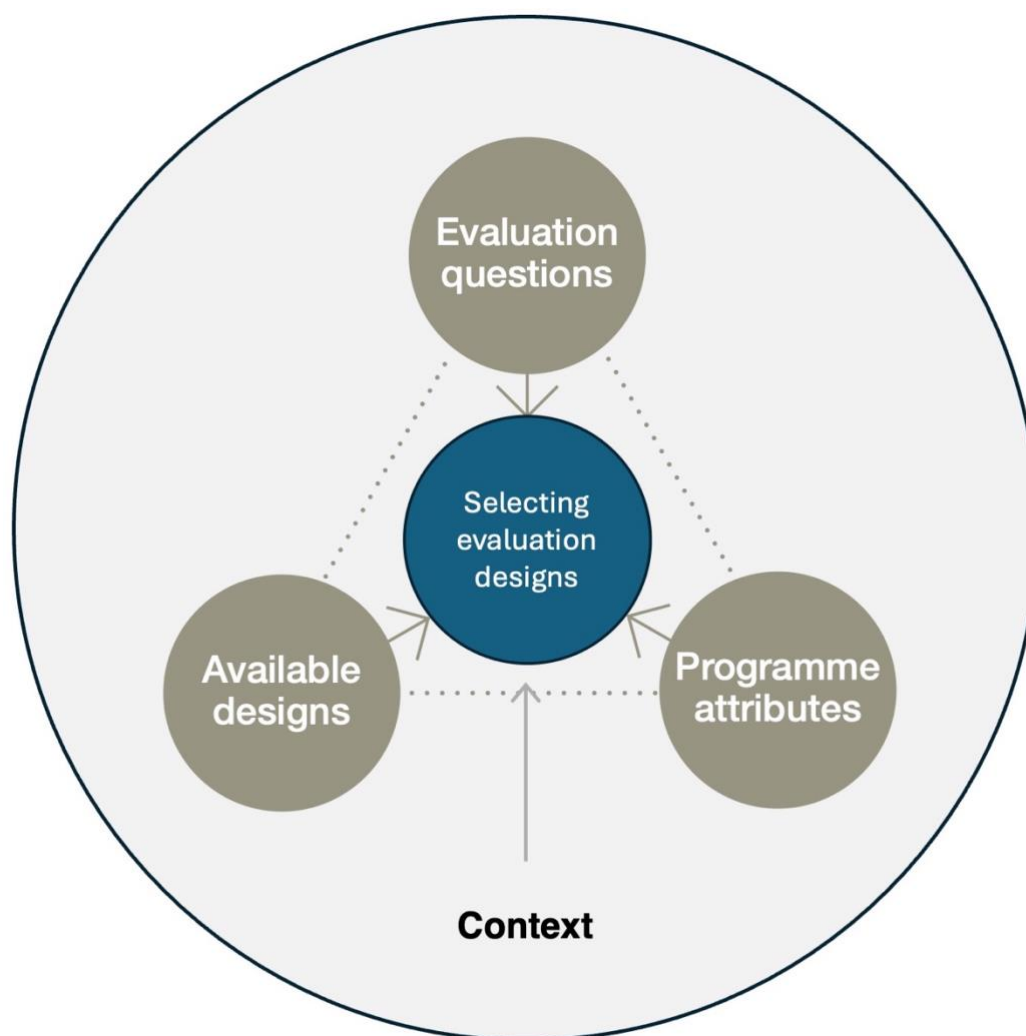 Evaluation
questions
Selecting
evaluation
designs
Available
designs
Programme
attributes
Context